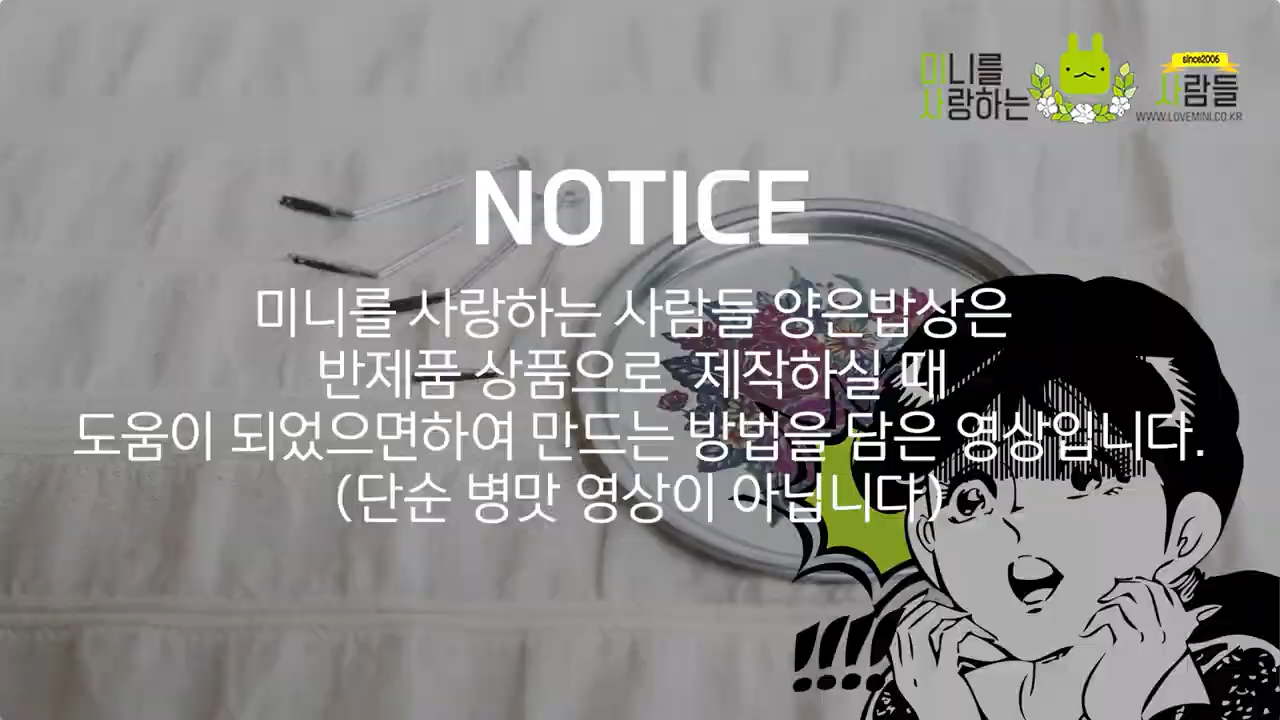 미니를
사랑하는
since2006
사람들
WWW.LOVEMINI.CO.KR
NOTICE
미니를 사랑하는 사람들 양은밥상은
반제품 상품으로 제작하실 때
도움이 되었으면하여 만드는 방법을 담은 영상입니다.
(단순 병맛 영상이 아닙니다)
!!!!